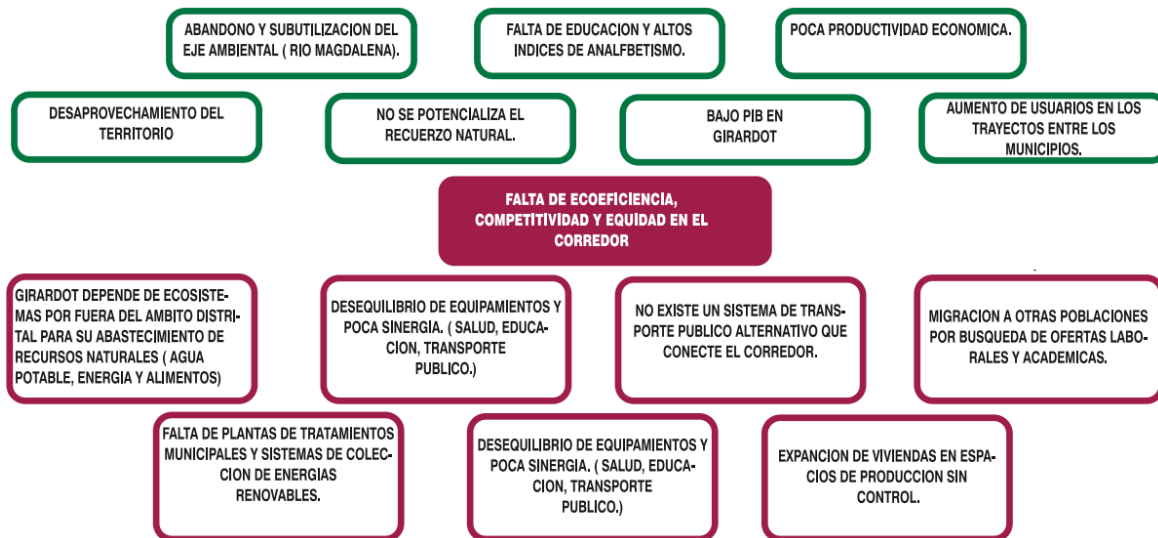 ABANDONO Y SUBUTILIZACION DEL
EJE AMBIENTAL ( RIO MAGDALENA).
FALTA DE EDUCACION Y ALTOS
INDICES DE ANALFBETISMO.
POCA PRODUCTIVIDAD ECONOMICA.
DESAPROVECHAMIENTO DEL
TERRITORIO
NO SE POTENCIALIZA EL
RECUERZO NATURAL.
BAJO PIB EN
GIRARDOT
AUMENTO DE USUARIOS EN LOS
TRAYECTOS ENTRE LOS
MUNICIPIOS.
FALTA DE ECOEFICIENCIA,
COMPETITIVIDAD Y EQUIDAD EN EL
CORREDOR
GIRARDOT DEPENDE DE ECOSISTE-
MAS POR FUERA DEL AMBITO DISTRI-
TAL PARA SU ABASTECIMIENTO DE
RECURSOS NATURALES ( AGUA
POTABLE, ENERGIA Y ALIMENTOS)
DESEQUILIBRIO DE EQUIPAMIENTOS Y
POCA SINERGIA. ( SALUD, EDUCA-
CION, TRANSPORTE
PUBLICO.)
NO EXISTE UN SISTEMA DE TRANS-
PORTE PUBLICO ALTERNATIVO QUE
CONECTE EL CORREDOR.
MIGRACION A OTRAS POBLACIONES
POR BUSQUEDA DE OFERTAS LABO-
RALES Y ACADEMICAS.
FALTA DE PLANTAS DE TRATAMIENTOS
MUNICIPALES Y SISTEMAS DE COLEC-
CION DE ENERGIAS
RENOVABLES.
DESEQUILIBRIO DE EQUIPAMIENTOS Y
POCA SINERGIA. ( SALUD, EDUCA-
CION, TRANSPORTE
PUBLICO.)
EXPANCION DE VIVIENDAS EN ESPA-
CIOS DE PRODUCCION SIN
CONTROL.